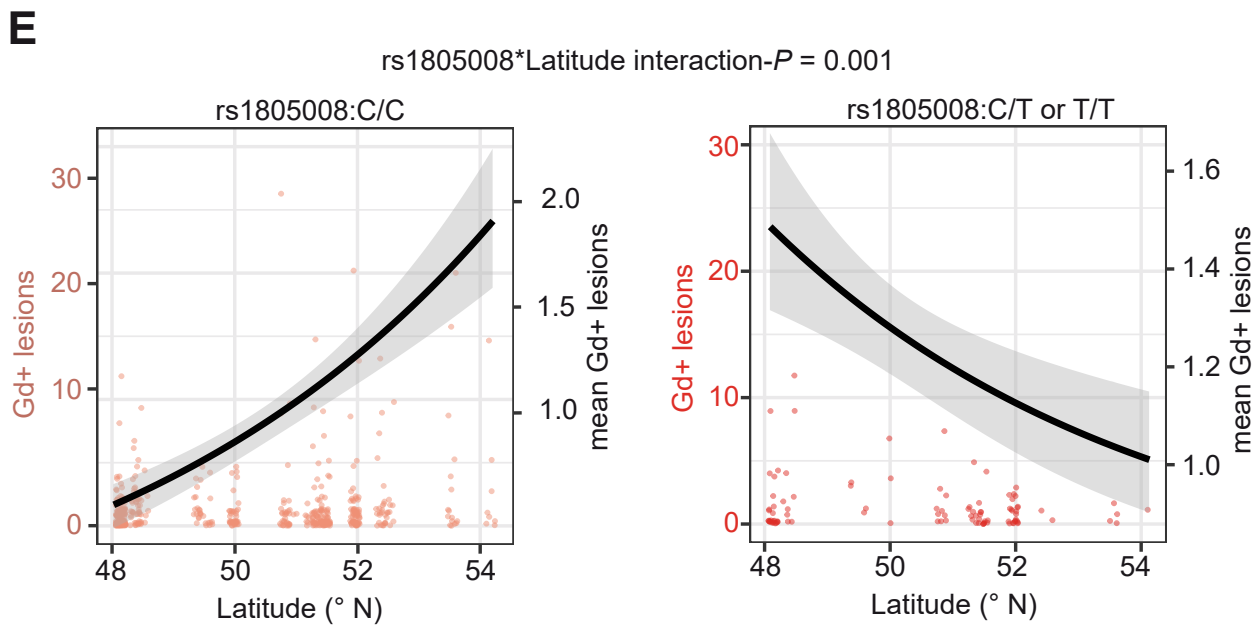 E
rs1805008*Latitude interaction-P = 0.001
rs1805008:C/C
30
20
10
0
Gd+ lesions
2.0
1.5
1.0
mean Gd+ lesions
48 50 52 54
Latitude (° N)
rs1805008:C/T or T/T
30
20
10
0
Gd+ lesions
1.6
1.4
1.2
1.0
mean Gd+ lesions
48 50 52 54
Latitude (° N)